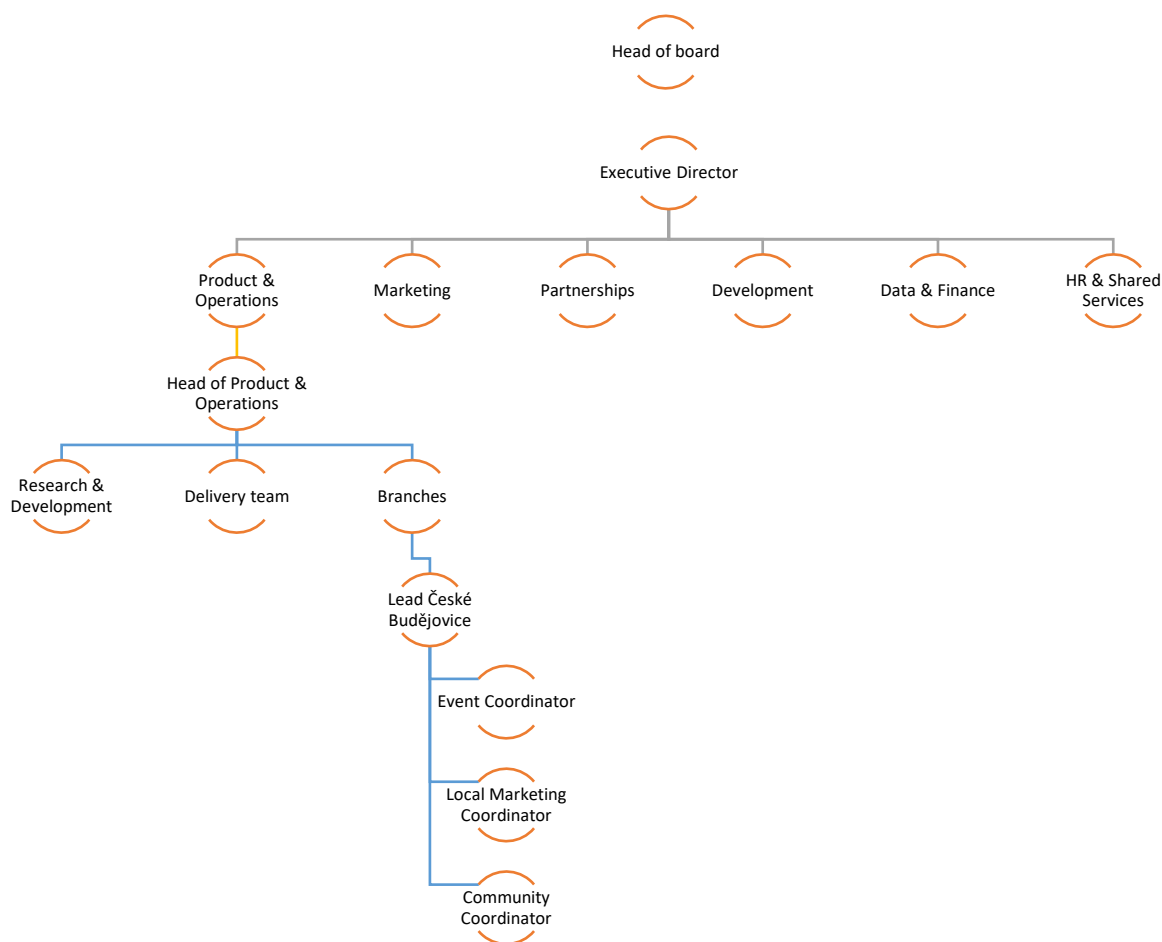 Head of board
Executive Director
Product &
Operations
Marketing
Partnerships
Development
Data & Finance
HR & Shared
Services
Head of Product &
Operations
Research &
Development
Delivery team
Branches
Lead České
Budějovice
Event Coordinator
Local Marketing
Coordinator
Community
Coordinator